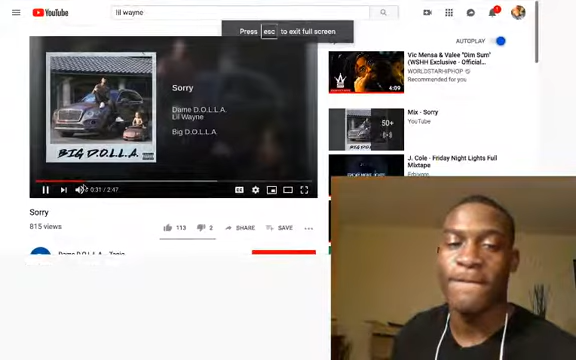 YouTube
lil wayne
Press esc to exit full screen
AUTOPLAY
Sorry
Dame D.O.L.L.A.
Lil Wayne
Big D.O.L.L.A.
BIG D.O.L.L.A.
0:31 / 2:47
Sorry
815 views
113
2
SHARE
SAVE
Vic Mensa & Valee "Dim Sum"
(WSHH Exclusive - Official...
WORLDSTARHIPHOP
Recommended for you
4:09
Mix - Sorry
YouTube
50+
J. Cole - Friday Night Lights Full
Mixtape